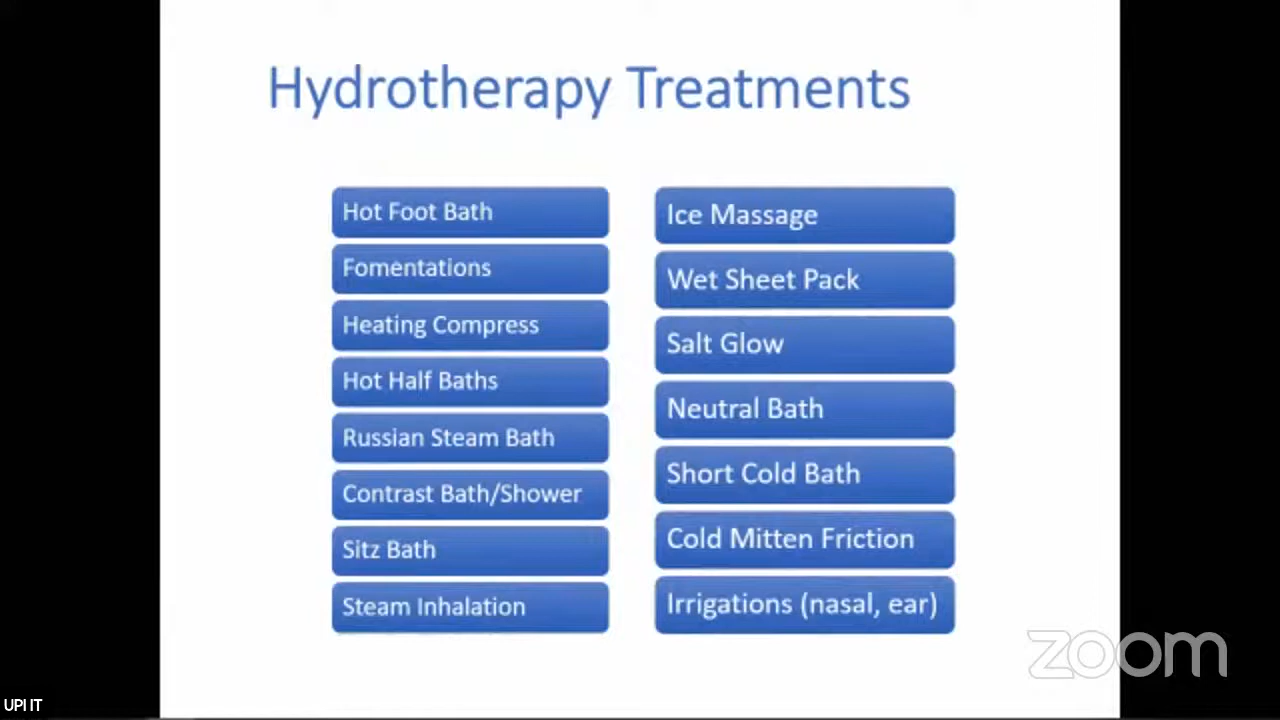 Hydrotherapy Treatments
Hot Foot Bath
Fomentations
Heating Compress
Hot Half Baths
Russian Steam Bath
Contrast Bath/Shower
Sitz Bath
Steam Inhalation
Ice Massage
Wet Sheet Pack
Salt Glow
Neutral Bath
Short Cold Bath
Cold Mitten Friction
Irrigations (nasal, ear)
zoom
UPI IT